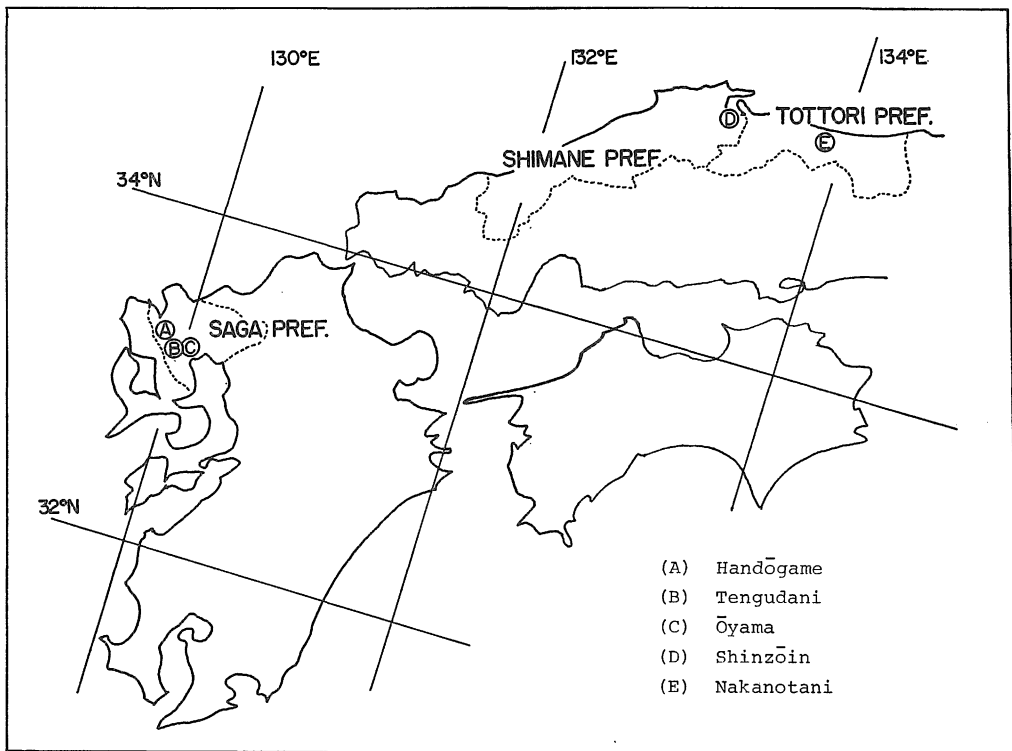 130°E
132°E
134°E
D
TOTTORI PREF.
E
SHIMANE PREF.
34°N
A
SAGA PREF.
B C
32°N
(A) Handōgame
(B) Tengudani
(C) Ōyama
(D) Shinzōin
(E) Nakanotani